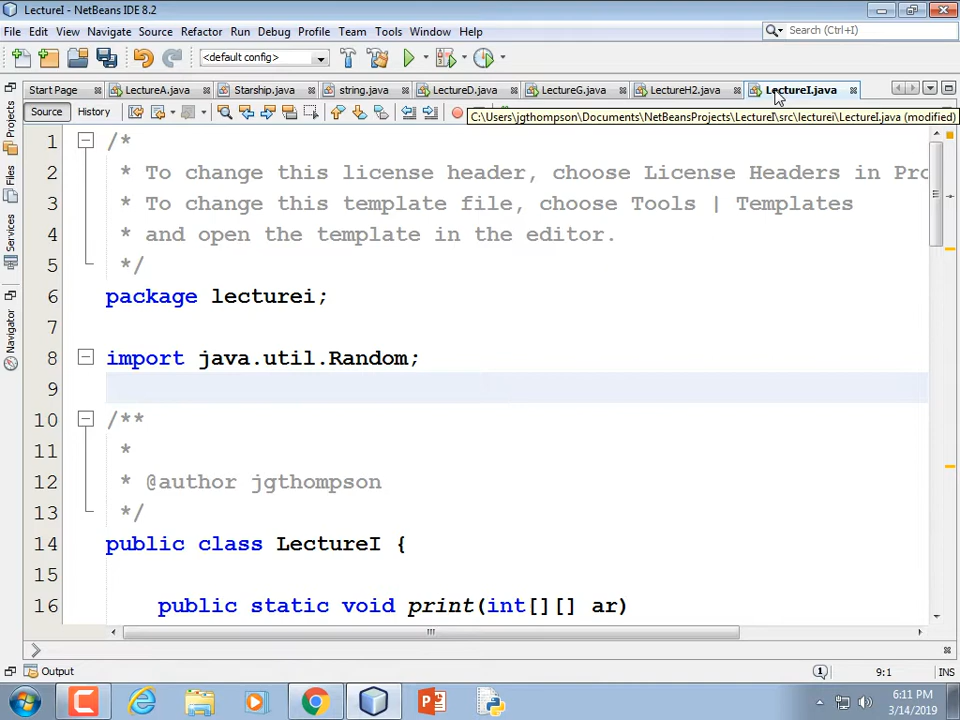 LectureI - NetBeans IDE 8.2
File Edit View Navigate Source Refactor Run Debug Profile Team Tools Window Help
Search (Ctrl+I)
<default config>
Start Page LectureA.java Starship.java string.java LectureD.java LectureG.java LectureH2.java LectureI.java
Source History
C:\Users\jgthompson\Documents\NetBeansProjects\LectureI\src\lecturei\LectureI.java (modified)
Projects
Files
Services
Navigator
1 /*
2 * To change this license header, choose License Headers in Pro
3 * To change this template file, choose Tools | Templates
4 * and open the template in the editor.
5 */
6 package lecturei;
7
8 import java.util.Random;
9
10 /**
11 *
12 * @author jgthompson
13 */
14 public class LectureI {
15
16 public static void print(int[][] ar)
Output
1
9:1
INS
6:11 PM
3/14/2019